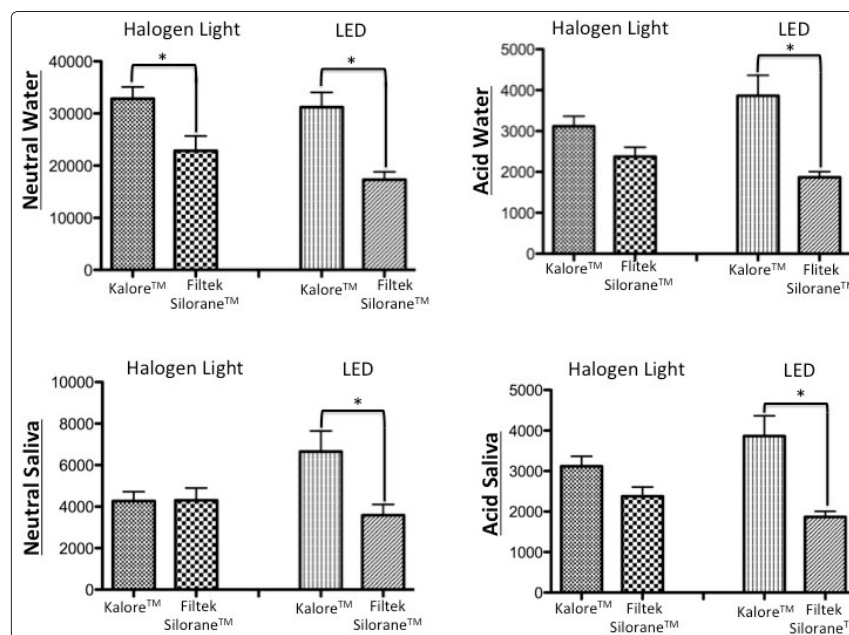 Halogen Light LED
Neutral Water
40000
30000
20000
10000
0
*
*
Kalore™ Filtek Silorane™ Kalore™ Filtek Silorane™
Halogen Light LED
Acid Water
5000
4000
3000
2000
1000
0
*
Kalore™ Flitek Silorane™ Kalore™ Flitek Silorane™
Halogen Light LED
Neutral Saliva
10000
8000
6000
4000
2000
0
*
Kalore™ Filtek Silorane™ Kalore™ Filtek Silorane™
Halogen Light LED
Acid Saliva
5000
4000
3000
2000
1000
0
*
Kalore™ Filtek Silorane™ Kalore™ Filtek Silorane™